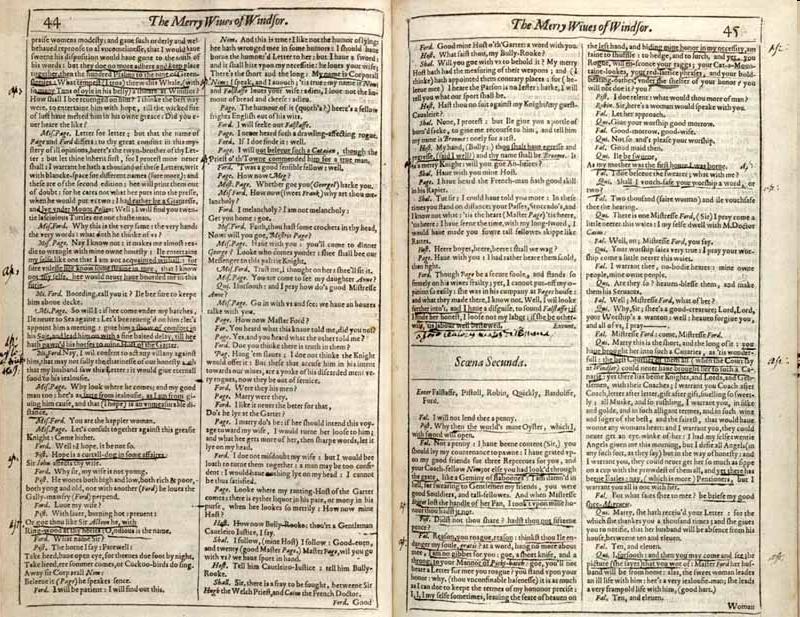 44 The Merry Wiues of Windsor.
praise womens modesty: and gaue such orderly and wel-
behaued reproofe to al vncomelinesse, that I would haue
sworne his disposition would haue gone to the truth of
his words: but they doe no more adhere and keep place
together, then the hundred Psalms to the tune of
Greensleeues: What tempest (I troa) threw this Whale, (with
so many Tuns of oyle in his belly) a'shoare at Windsor?
How shall I be reuenged on him? I thinke the best way
were, to entertaine him with hope, till the wicked fire
of lust haue melted him in his owne greace: Did you e-
uer heare the like?
Mis.Page. Letter for letter; but that the name of
Page and Ford differs: to thy great comfort in this my-
stery of ill opinions, heere's the twyn-brother of thy Let-
ter: but let thine inherit first, for I protest mine neuer
shall: I warrant he hath a thousand of these Letters, writ
with blancke-space for different names (sure more): and
these are of the second edition: hee will print them out
of doubt: for he cares not what hee puts into the presse,
when he would put vs two: I had rather be a Giantesse,
and lye vnder Mount Pelion: Well; I will find you twen-
tie lasciuious Turtles ere one chaste man.
Mis.Ford. Why this is the very same: the very hand:
the very words: what doth he thinke of vs?
Mis.Page. Nay I know not: it makes me almost rea-
die to wrangle with mine owne honesty: Ile entertaine
my selfe like one that I am not acquainted withall: for
sure vnlesse hee know some straine in mee, that I know
not my selfe, hee would neuer haue boorded me in this
furie.
Mi.Ford. Boording, call you it? Ile bee sure to keepe
him aboue decke.
Mi.Page. So will I: if hee come vnder my hatches,
Ile neuer to Sea againe: Let's bee reueng'd on him: let's
appoint him a meeting: giue him a show of comfort in
his Suit, and lead him on with a fine baited delay, till hee
hath pawn'd his horses to mine Host of the Garter.
Mi.Ford. Nay, I wil consent to act any villany against
him, that may not sully the charinesse of our honesty: oh
that my husband saw this Letter: it would giue eternall
food to his iealousie.
Mis.Page. Why look where he comes; and my good
man too: hee's as farre from iealousie, as I am from gi-
uing him cause, and that (I hope) is an vnmeasurable di-
stance.
Mis.Ford. You are the happier woman.
Mis.Page. Let's consult together against this greasie
Knight: Come hither.
Ford. Well: I hope, it be not so.
Pist. Hope is a curtall-dog in some affaires:
Sir Iohn affects thy wife.
Ford. Why sir, my wife is not young.
Pist. He wooes both high and low, both rich & poor,
both yong and old, one with another (Ford) he loues the
Gally-mawfry (Ford) perpend.
Ford. Loue my wife?
Pist. With liuer, burning hot: preuent:
Or goe thou like Sir Acteon he, with
Ring-wood at thy heeles: O, odious is the name.
Ford. What name Sir?
Pist. The horne I say: Farewell:
Take heed, haue open eye, for theeues doe foot by night.
Take heed, ere sommer comes, or Cuckoo-birds do sing.
Away sir Corporall Nim:
Beleeue it (Page) he speakes sence.
Ford. I will be patient: I will find out this.
Nim. And this is true: I like not the humor of lying:
hee hath wronged mee in some humors: I should haue
borne the humour'd Letter to her: but I haue a sword:
and it shall bite vpon my necessitie: he loues your wife;
There's the short and the long: My name is Corporall
Nim: I speak, and I auouch; 'tis true: my name is Nim:
and Falstaffe loues your wife: adieu, I loue not the hu-
mour of bread and cheese: adieu.
Page. The humour of it (quoth'a?) heere's a fellow
frights English out of his wits.
Ford. I will seeke out Falstaffe.
Page. I neuer heard such a drawling-affecting rogue.
Ford. If I doe finde it: well.
Page. I will not beleeue such a Cataian, though the
Priest o'th'Towne commended him for a true man.
Ford. 'Twas a good sensible fellow: well.
Page. How now Meg?
Mist.Page. Whether goe you (George?) harke you.
Mis.Ford. How now (sweet Frank) why art thou me-
lancholy?
Ford. I melancholy? I am not melancholy:
Get you home: goe.
Mis.Ford. Faith, thou hast some crochets in thy head,
Now: will you goe, Mistris Page?
Mis.Page. Haue with you: you'll come to dinner
George? Looke who comes yonder: shee shall bee our
Messenger to this paltrie Knight.
Mis.Ford. Trust me, I thought on her: shee'll fit it.
Mis.Page. You are come to see my daughter Anne?
Qui. I forsooth: and I pray how do's good Mistresse
Anne?
Mis.Page. Go in with vs and see: we haue an houres
talke with you.
Page. How now Master Ford?
For. You heard what this knaue told me, did you not?
Page. Yes, and you heard what the other told me?
Ford. Doe you thinke there is truth in them?
Pag. Hang 'em slaues: I doe not thinke the Knight
would offer it: But these that accuse him in his intent
towards our wiues, are a yoake of his discarded men: ve-
ry rogues, now they be out of seruice.
Ford. Were they his men?
Page. Marry were they.
Ford. I like it neuer the beter for that,
Do's he lye at the Garter?
Page. I marry do's he: if hee should intend this voy-
age toward my wife, I would turne her loose to him;
and what hee gets more of her, then sharpe words, let it
lye on my head.
Ford. I doe not misdoubt my wife: but I would bee
loath to turne them together: a man may be too confi-
dent: I would haue nothing lye on my head: I cannot
be thus satisfied.
Page. Looke where my ranting-Host of the Garter
comes: there is eyther liquor in his pate, or mony in his
purse, when hee lookes so merrily: How now mine
Host?
Host. How now Bully-Rooke: thou'rt a Gentleman
Caueleiro Iustice, I say.
Shal. I follow, (mine Host) I follow: Good-euen,
and twenty (good Master Page.) Master Page, wil you go
with vs? we haue sport in hand.
Host. Tell him Caueleiro-Iustice: tell him Bully-
Rooke.
Shall. Sir, there is a fray to be fought, betweene Sir
Hugh the Welch Priest, and Caius the French Doctor.
Ford. Good
The Merry Wiues of Windsor. 45
Ford. Good mine Host o'th'Garter: a word with you.
Host. What saist thou, my Bully-Rooke?
Shal. Will you goe with vs to behold it? My merry
Host hath had the measuring of their weapons; and (I
thinke) hath appointed them contrary places: for (be-
leeue mee) I heare the Parson is no Iester: harke, I will
tell you what our sport shall be.
Host. Hast thou no suit against my Knight? my guest-
Caualeire?
Shal. None, I protest: but Ile giue you a pottle of
burn'd sacke, to giue me recourse to him, and tell him
my name is Broome: onely for a iest.
Host. My hand, (Bully:) thou shalt haue egresse and
regresse, (said I well?) and thy name shall be Broome. It
is a merry Knight: will you goe An-heires?
Shal. Haue with you mine Host.
Page. I haue heard the French-man hath good skill
in his Rapier.
Shal. Tut sir: I could haue told you more: In these
times you stand on distance: your Passes, Stoccado's, and
I know not what: 'tis the heart (Master Page) 'tis heere,
'tis heere: I haue seene the time, with my long-sword, I
would haue made you fowre tall fellowes skippe like
Rattes.
Host. Heere boyes, heere, heere: shall we wag?
Page. Haue with you: I had rather heare them scold,
then fight.
Ford. Though Page be a secure foole, and stands so
firmely on his wiues frailty; yet, I cannot put-off my o-
pinion so easily: she was in his company at Pages house:
and what they made there, I know not. Well, I will looke
further into't, and I haue a disguise, to sound Falstaffe; if
I finde her honest, I loose not my labor: if she be other-
wise, 'tis labour well bestowed. Exeunt.
Scœna Secunda.
Enter Falstaffe, Pistoll, Robin, Quickly, Bardolffe,
Ford.
Fal. I will not lend thee a penny.
Pist. Why then the world's mine Oyster, which I,
with sword will open.
Fal. Not a penny: I haue beene content (Sir,) you
should lay my countenance to pawne: I haue grated vp-
on my good friends for three Repreeues for you, and
your Coach-fellow Nim; or else you had look'd through
the grate, like a Geminy of Baboones: I am damn'd in
hell, for swearing to Gentlemen my friends, you were
good Souldiers, and tall-fellowes. And when Mistresse
Briget lost the handle of her Fan, I took't vpon mine ho-
nour thou hadst it not.
Pist. Didst not thou share? hadst thou not fifteene
pence?
Fal. Reason, you roague, reason: thinkst thou Ile en-
danger my soule, gratis? at a word, hang no more about
mee, I am no gibbet for you: goe, a short knife, and a
throng, to your Mannor of Pickt-hatch: goe, you'll not
beare a Letter for mee you roague? you stand vpon your
honor: why, (thou vnconfinable basenesse) it is as much
as I can doe to keepe the termes of my honor precise:
I, I, I my selfe sometimes, leauing the feare of heauen on
the left hand, and hiding mine honor in my necessity, am
faine to shufflle: to hedge, and to lurch, and yet, you
Rogue, will en-sconce your raggs; your Cat-a-Moun-
taine-lookes, your red-lattice phrases, and your bold-
beating-oathes, vnder the shelter of your honor? you
will not doe it? you?
Pist. I doe relent: what would thou more of man?
Robin. Sir, here's a woman would speake with you.
Fal. Let her approach.
Qui. Giue your worship good morrow.
Fal. Good-morrow, good-wife.
Qui. Not so and't please your worship.
Fal. Good maid then.
Qui. Ile be sworne,
As my mother was the first houre I was borne.
Fal. I doe beleeue the swearer; what with me?
Qui. Shall I vouch-safe your worship a word, or
two?
Fal. Two thousand (faire woman) and ile vouchsafe
thee the hearing.
Qui. There is one Mistresse Ford, (Sir) I pray come a
little neerer this waies: I my selfe dwell with M. Doctor
Caius:
Fal. Well, on; Mistresse Ford, you say.
Qui. Your worship saies very true: I pray your wor-
ship come a little neerer this waies.
Fal. I warrant thee, no-bodie heares: mine owne
people, mine owne people.
Qui. Are they so? heauen-blesse them, and make
them his Seruants.
Fal. Well; Mistresse Ford, what of her?
Qui. Why, Sir; shee's a good-creature; Lord, Lord,
your Worship's a wanton: well: heauen forgiue you,
and all of vs, I pray——.
Fal. Mistresse Ford: come, Mistresse Ford.
Qui. Marry this is the short, and the long of it: you
haue brought her into such a Canaries, as 'tis wonder-
full: the best Courtier of them all (when the Court lay
at Windsor) could neuer haue brought her to such a Ca-
narie: yet there has beene Knights, and Lords, and Gen-
tlemen, with their Coaches; I warrant you Coach after
Coach, letter after letter, gift after gift, smelling so sweet-
ly; all Muske, and so rushling, I warrant you, in silke
and golde, and in such alligant termes, and in such wine
and suger of the best, and the fairest, that would haue
wonne any womans heart: and I warrant you, they could
neuer get an eye-winke of her: I had my selfe twentie
Angels giuen me this morning, but I defie all Angels (in
any such sort, as they say) but in the way of honesty: and
I warrant you, they could neuer get her so much as sippe
on a cup with the prowdest of them all, and yet there has
beene Earles: nay, (which is more) Pentioners, but I
warrant you all is one with her.
Fal. But what saies shee to mee? be briefe my good
shee-Mercurie.
Qui. Marry, she hath receiu'd your Letter: for the
which she thankes you a thousand times; and she giues
you to notifie, that her husband will be absence from his
house, betweene ten and eleuen.
Fal. Ten, and eleuen.
Qui. I, forsooth: and then you may come and see the
picture (she sayes) that you wot of: Master Ford her hus-
band will be from home: alas, the sweet woman leades
an ill life with him: hee's a very iealousie-man; she leads
a very frampold life with him, (good hart.)
Fal. Ten, and eleuen.
Woman